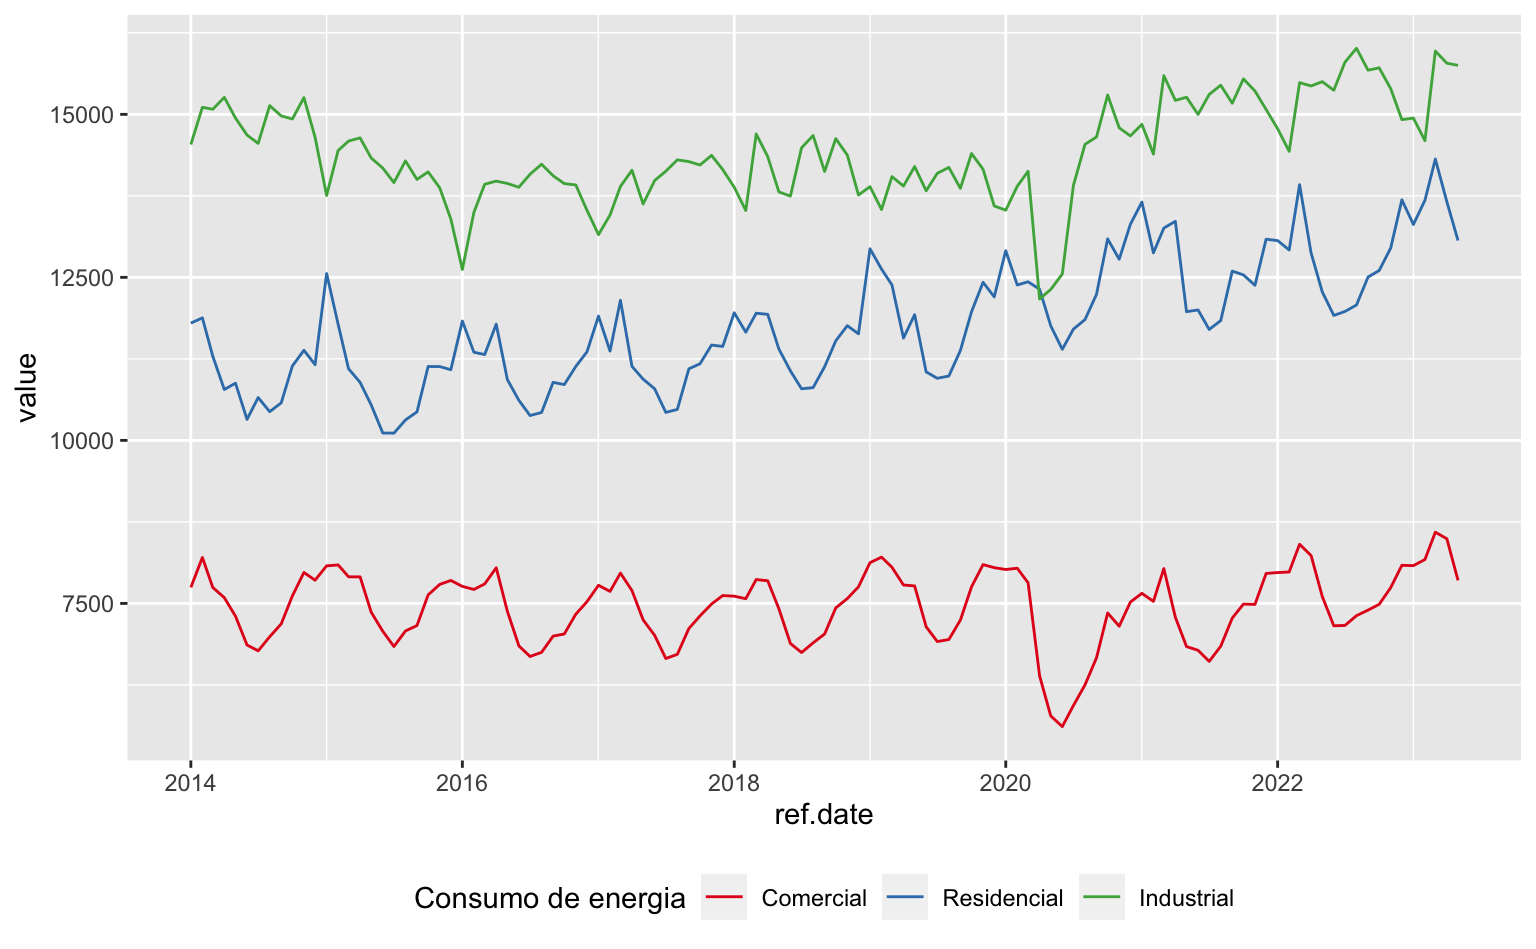 15000
12500
10000
7500
value
2014 2016 2018 2020 2022
ref.date
Consumo de energia Comercial Residencial Industrial